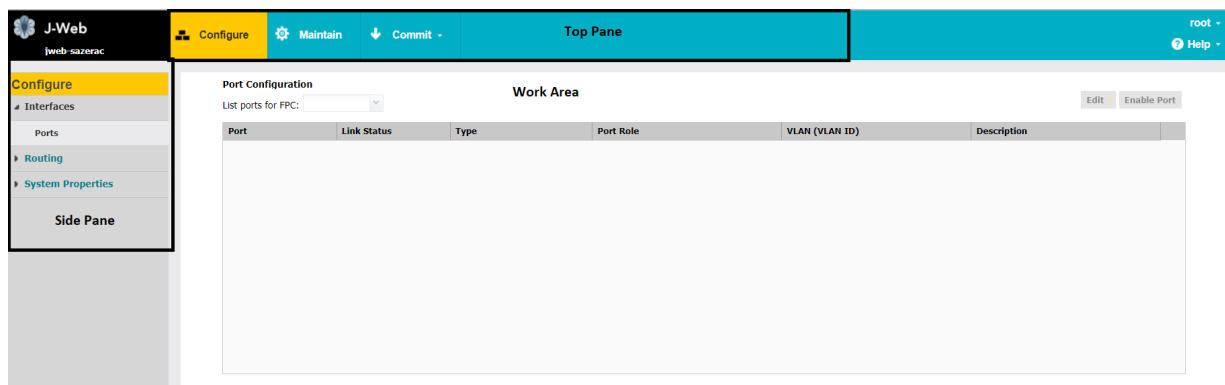 J-Web
jweb-sazerac
Configure
Maintain
Commit
Top Pane
root
Help
Configure
Interfaces
Ports
Routing
System Properties
Side Pane
Port Configuration
Work Area
List ports for FPC:
Edit
Enable Port
Port Link Status Type Port Role VLAN (VLAN ID) Description